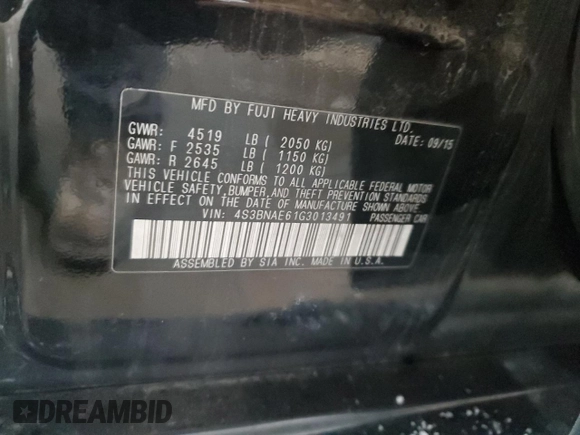 MFD BY FUJI HEAVY INDUSTRIES LTD.
GVWR: 4519 LB ( 2050 KG) DATE: 09/15
GAWR: F 2535 LB ( 1150 KG)
GAWR: R 2645 LB ( 1200 KG)
THIS VEHICLE CONFORMS TO ALL APPLICABLE FEDERAL MOTOR
VEHICLE SAFETY, BUMPER, AND THEFT PREVENTION STANDARDS
IN EFFECT ON THE DATE OF MANUFACTURE SHOWN ABOVE.
VIN: 4S3BNAE61G3013491 PASSENGER CAR
ASSEMBLED BY SIA INC. MADE IN U.S.A.
DREAMBID